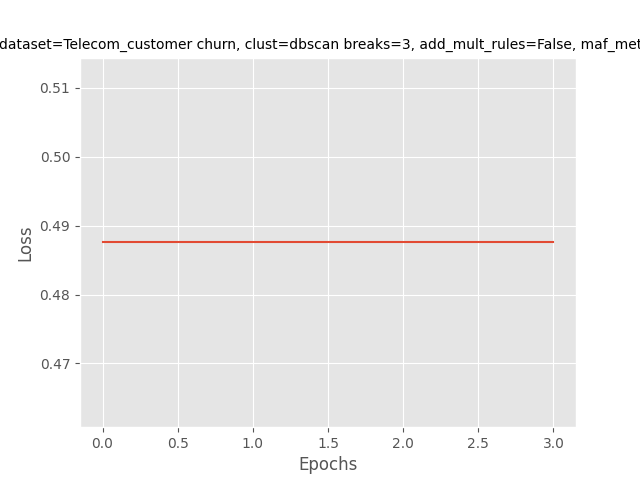 dataset=Telecom_customer churn, clust=dbscan breaks=3, add_mult_rules=False, maf_met
0.51
0.50
0.49
0.48
0.47
Loss
0.0 0.5 1.0 1.5 2.0 2.5 3.0
Epochs